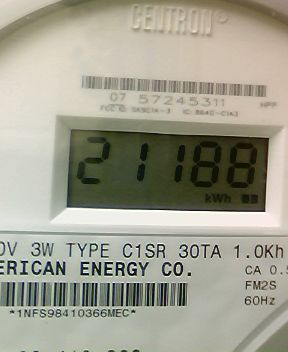 CENTRON®
07 57245311
HPP
21188
kWh
0V 3W TYPE C1SR 30TA 1.0Kh
ERICAN ENERGY CO.
CA 0.5
FM2S
60Hz
*1NFS98410366MEC*